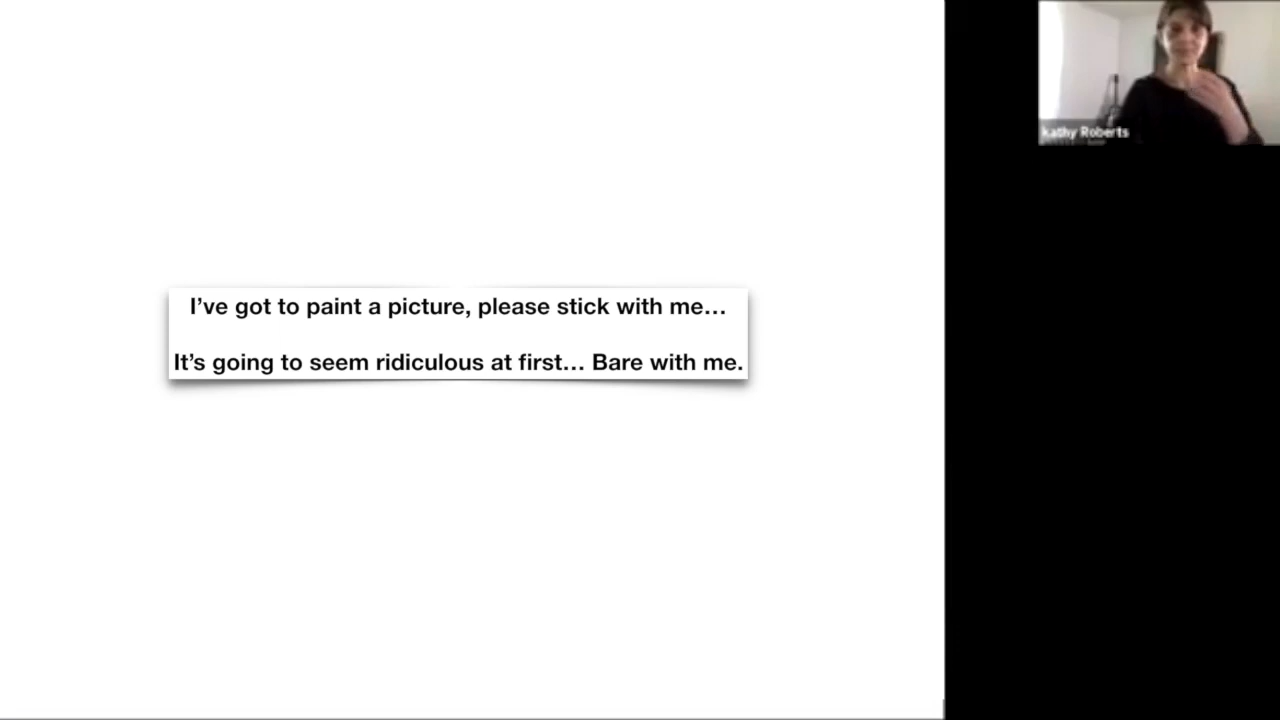 I’ve got to paint a picture, please stick with me…
It’s going to seem ridiculous at first… Bare with me.
kathy Roberts